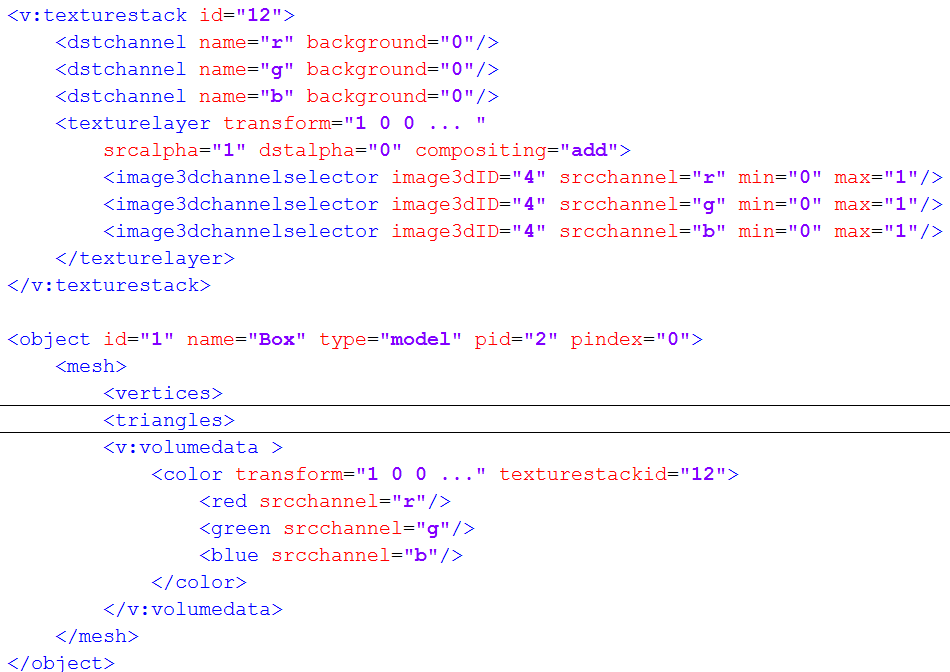 <v:texturestack id="12">
    <dstchannel name="r" background="0"/>
    <dstchannel name="g" background="0"/>
    <dstchannel name="b" background="0"/>
    <texturelayer transform="1 0 0 ... "
        srcalpha="1" dstalpha="0" compositing="add">
        <image3dchannelselector image3dID="4" srcchannel="r" min="0" max="1"/>
        <image3dchannelselector image3dID="4" srcchannel="g" min="0" max="1"/>
        <image3dchannelselector image3dID="4" srcchannel="b" min="0" max="1"/>
    </texturelayer>
</v:texturestack>

<object id="1" name="Box" type="model" pid="2" pindex="0">
    <mesh>
        <vertices>
        <triangles>
        <v:volumedata >
            <color transform="1 0 0 ..." texturestackid="12">
                <red srcchannel="r"/>
                <green srcchannel="g"/>
                <blue srcchannel="b"/>
            </color>
        </v:volumedata>
    </mesh>
</object>